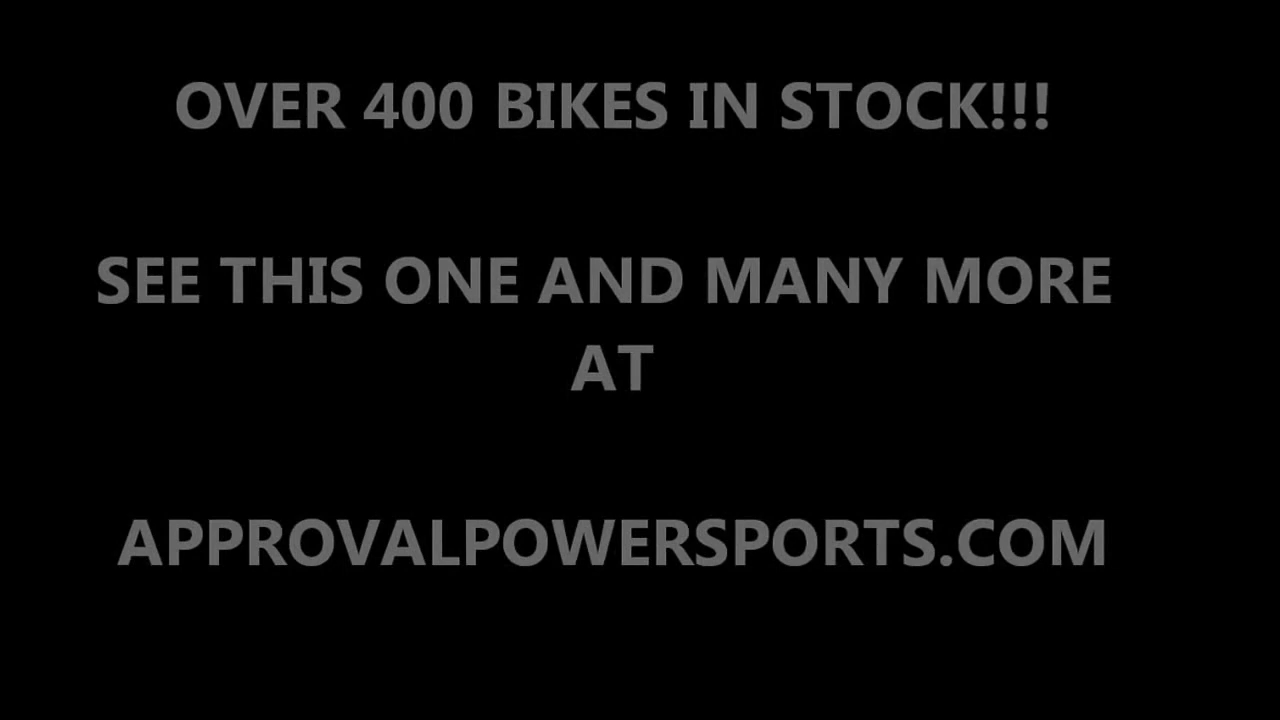 OVER 400 BIKES IN STOCK!!!
SEE THIS ONE AND MANY MORE
AT
APPROVALPOWERSPORTS.COM